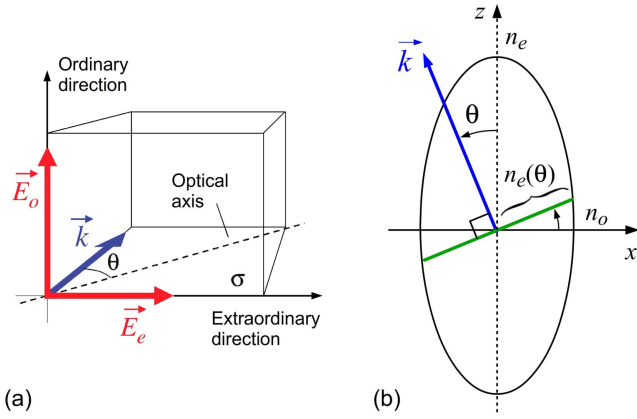 Ordinary
direction
E⃗o
k⃗
Optical
axis
θ
σ
E⃗e
Extraordinary
direction
(a)
z
ne
k⃗
θ
ne(θ)
no
x
(b)